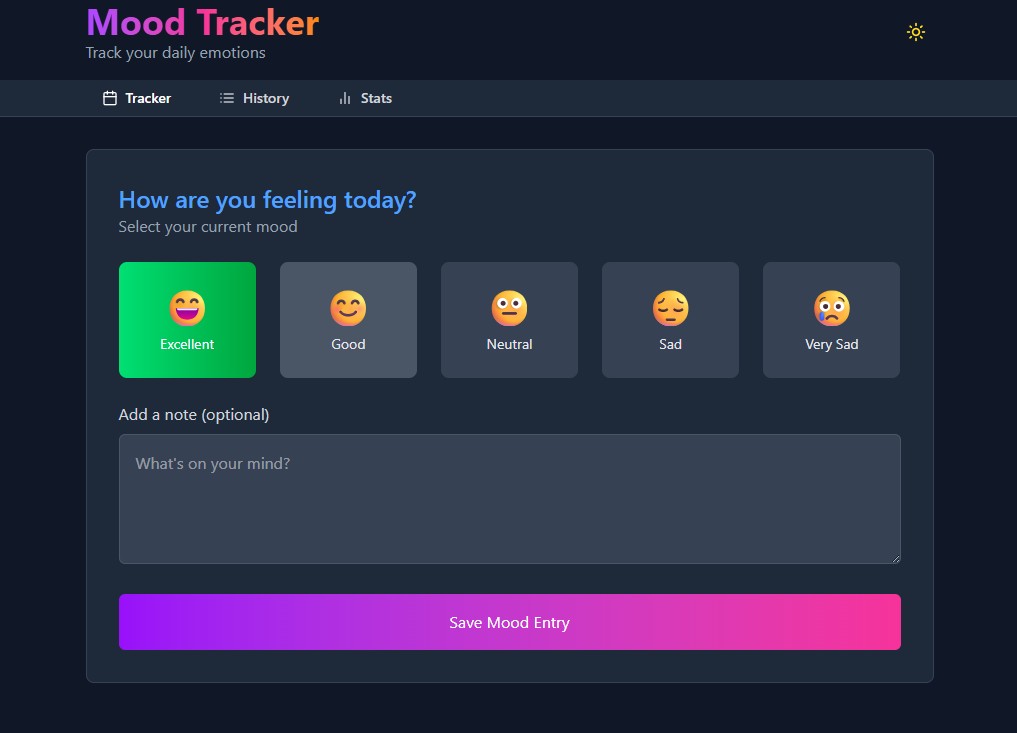 Mood Tracker
Track your daily emotions
Tracker History Stats
How are you feeling today?
Select your current mood
Excellent Good Neutral Sad Very Sad
Add a note (optional)
What's on your mind?
Save Mood Entry